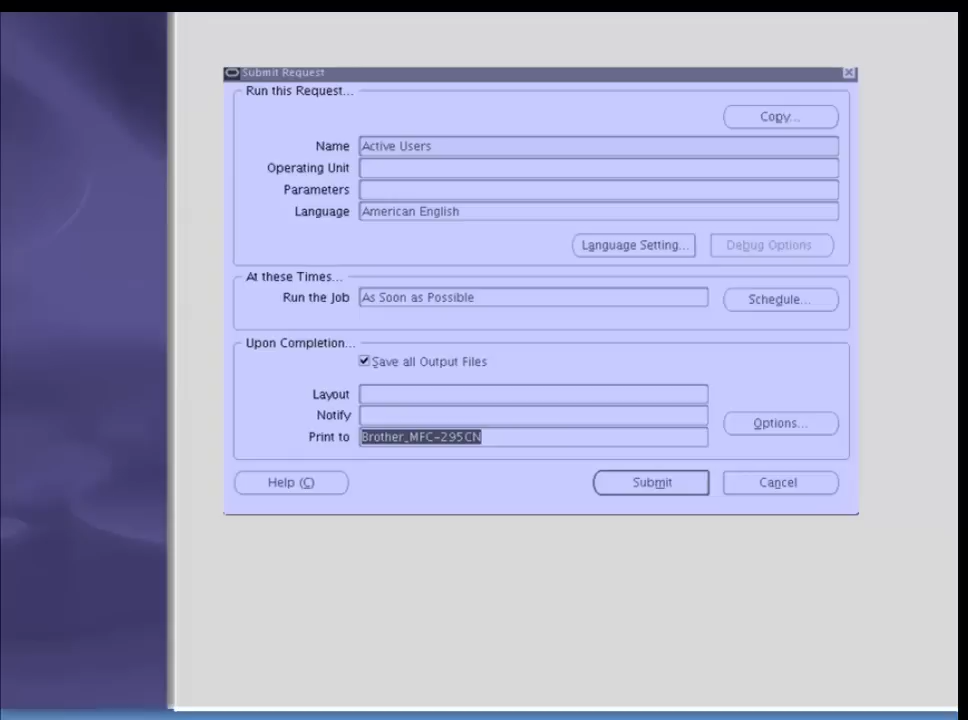 Submit Request
Run this Request...
Copy...
Name Active Users
Operating Unit
Parameters
Language American English
Language Setting... Debug Options
At these Times...
Run the Job As Soon as Possible Schedule...
Upon Completion...
Save all Output Files
Layout
Notify
Options...
Print to Brother_MFC-295CN
Help (C) Submit Cancel